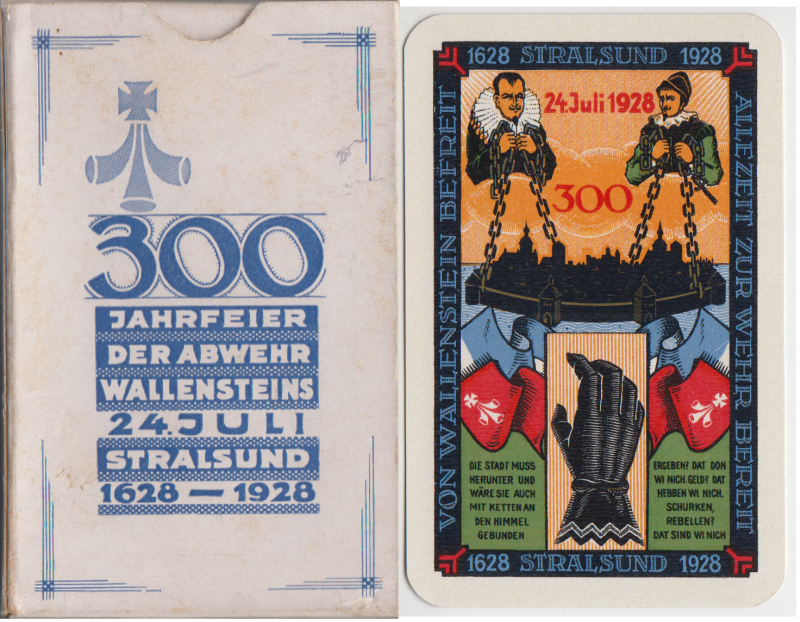 300
JAHRFEIER
DER ABWEHR
WALLENSTEINS
24. JULI
STRALSUND
1628 — 1928
1628 STRALSUND 1928
VON WALLENSTEIN BEFREIT
ALLEZEIT ZUR WEHR BEREIT
24. Juli 1928
300
DIE STADT MUSS
HERUNTER UND
WÄRE SIE AUCH
MIT KETTEN AN
DEN HIMMEL
GEBUNDEN
ERGEBEN? DAT DON
WI NICH. GELD? DAT
HEBBEN WI NICH.
SCHURKEN,
REBELLEN?
DAT SIND WI NICH
1628 STRALSUND 1928